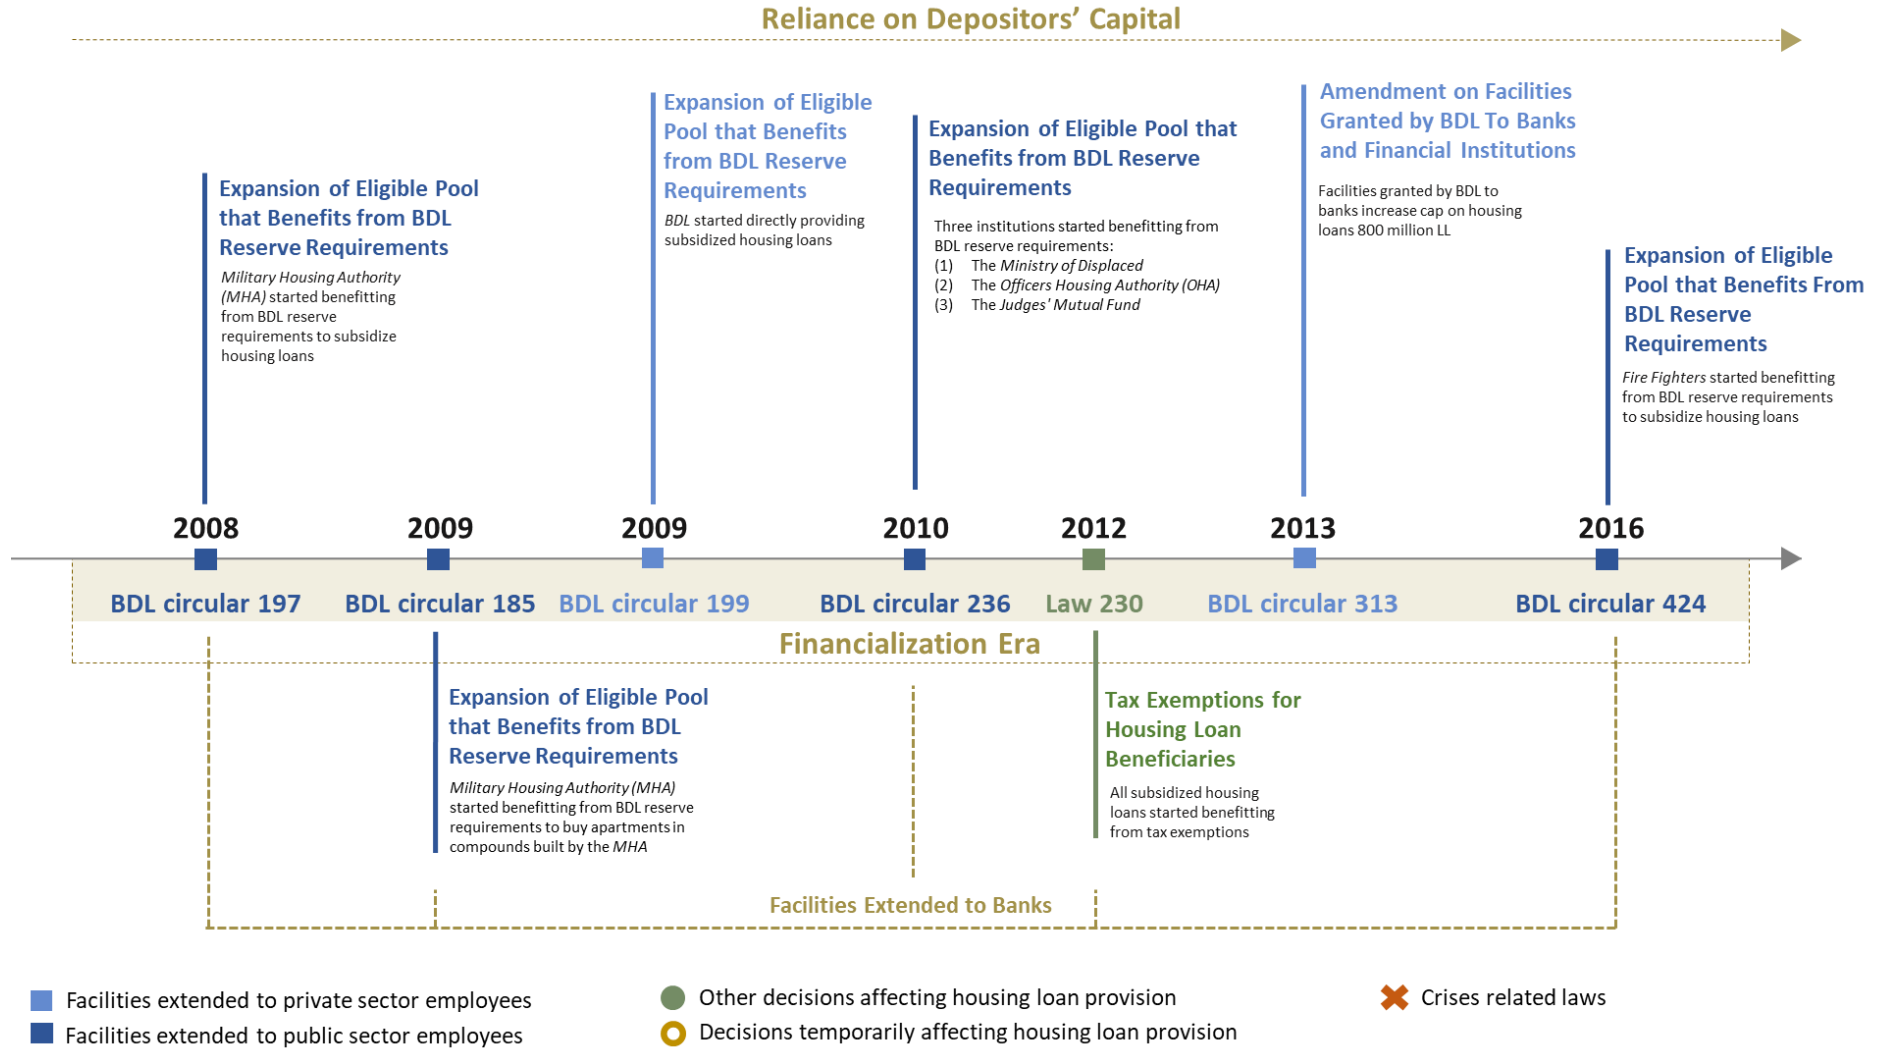 Reliance on Depositors’ Capital
Expansion of Eligible Pool
that Benefits from BDL
Reserve Requirements
Military Housing Authority
(MHA) started benefitting
from BDL reserve
requirements to subsidize
housing loans
Expansion of Eligible
Pool that Benefits
from BDL Reserve
Requirements
BDL started directly providing
subsidized housing loans
Expansion of Eligible Pool that
Benefits from BDL Reserve
Requirements
Three institutions started benefitting from
BDL reserve requirements:
(1) The Ministry of Displaced
(2) The Officers Housing Authority (OHA)
(3) The Judges' Mutual Fund
Amendment on Facilities
Granted by BDL To Banks
and Financial Institutions
Facilities granted by BDL to
banks increase cap on housing
loans 800 million LL
Expansion of Eligible
Pool that Benefits From
BDL Reserve
Requirements
Fire Fighters started benefitting
from BDL reserve requirements
to subsidize housing loans
2008 2009 2009 2010 2012 2013 2016
BDL circular 197 BDL circular 185 BDL circular 199 BDL circular 236 Law 230 BDL circular 313 BDL circular 424
Financialization Era
Expansion of Eligible Pool
that Benefits from BDL
Reserve Requirements
Military Housing Authority (MHA)
started benefitting from BDL reserve
requirements to buy apartments in
compounds built by the MHA
Tax Exemptions for
Housing Loan
Beneficiaries
All subsidized housing
loans started benefitting
from tax exemptions
Facilities Extended to Banks
Facilities extended to private sector employees
Facilities extended to public sector employees
Other decisions affecting housing loan provision
Decisions temporarily affecting housing loan provision
Crises related laws